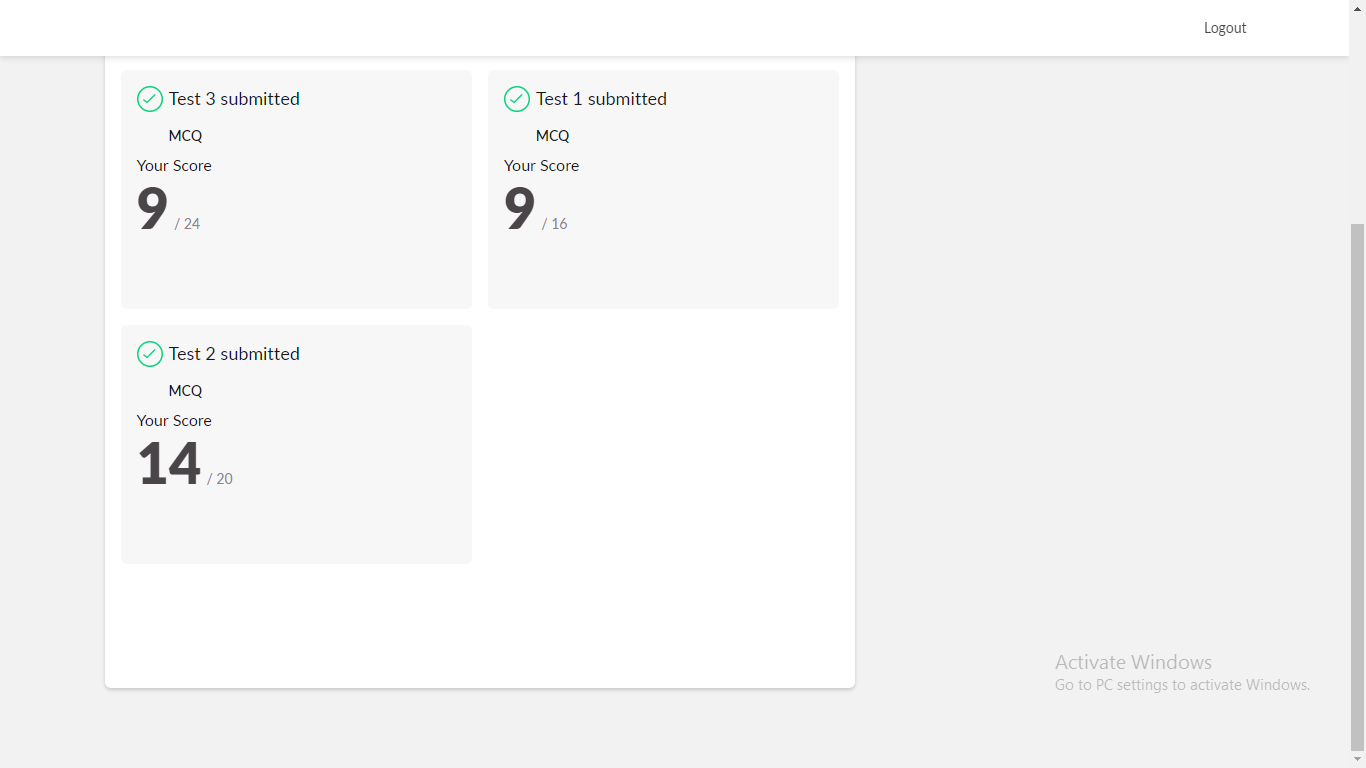 Logout
Test 3 submitted
MCQ
Your Score
9 / 24
Test 1 submitted
MCQ
Your Score
9 / 16
Test 2 submitted
MCQ
Your Score
14 / 20
Activate Windows
Go to PC settings to activate Windows.